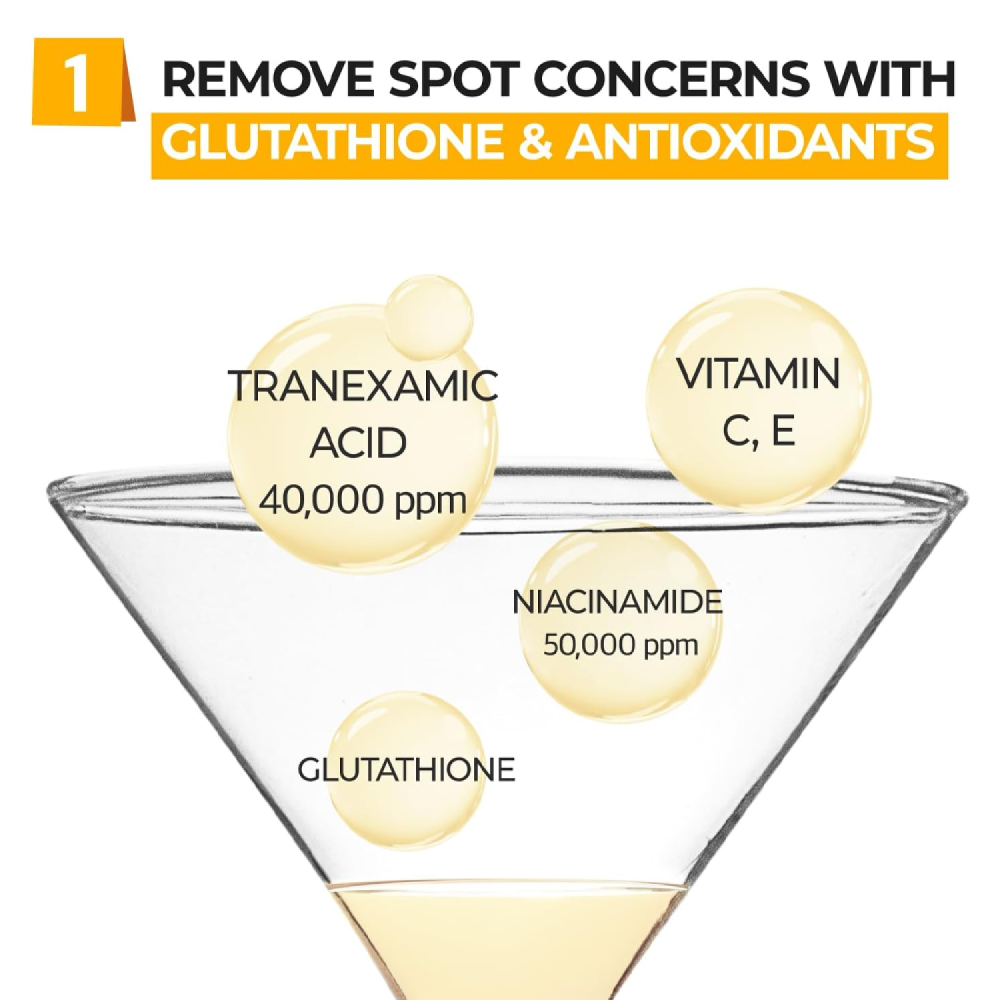 1
REMOVE SPOT CONCERNS WITH
GLUTATHIONE & ANTIOXIDANTS
TRANEXAMIC
ACID
40,000 ppm
VITAMIN
C, E
NIACINAMIDE
50,000 ppm
GLUTATHIONE